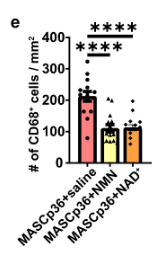 e
****
****
# of CD68⁺ cells / mm²
400
300
200
100
0
MASCp36+saline
MASCp36+NMN
MASCp36+NAD⁺